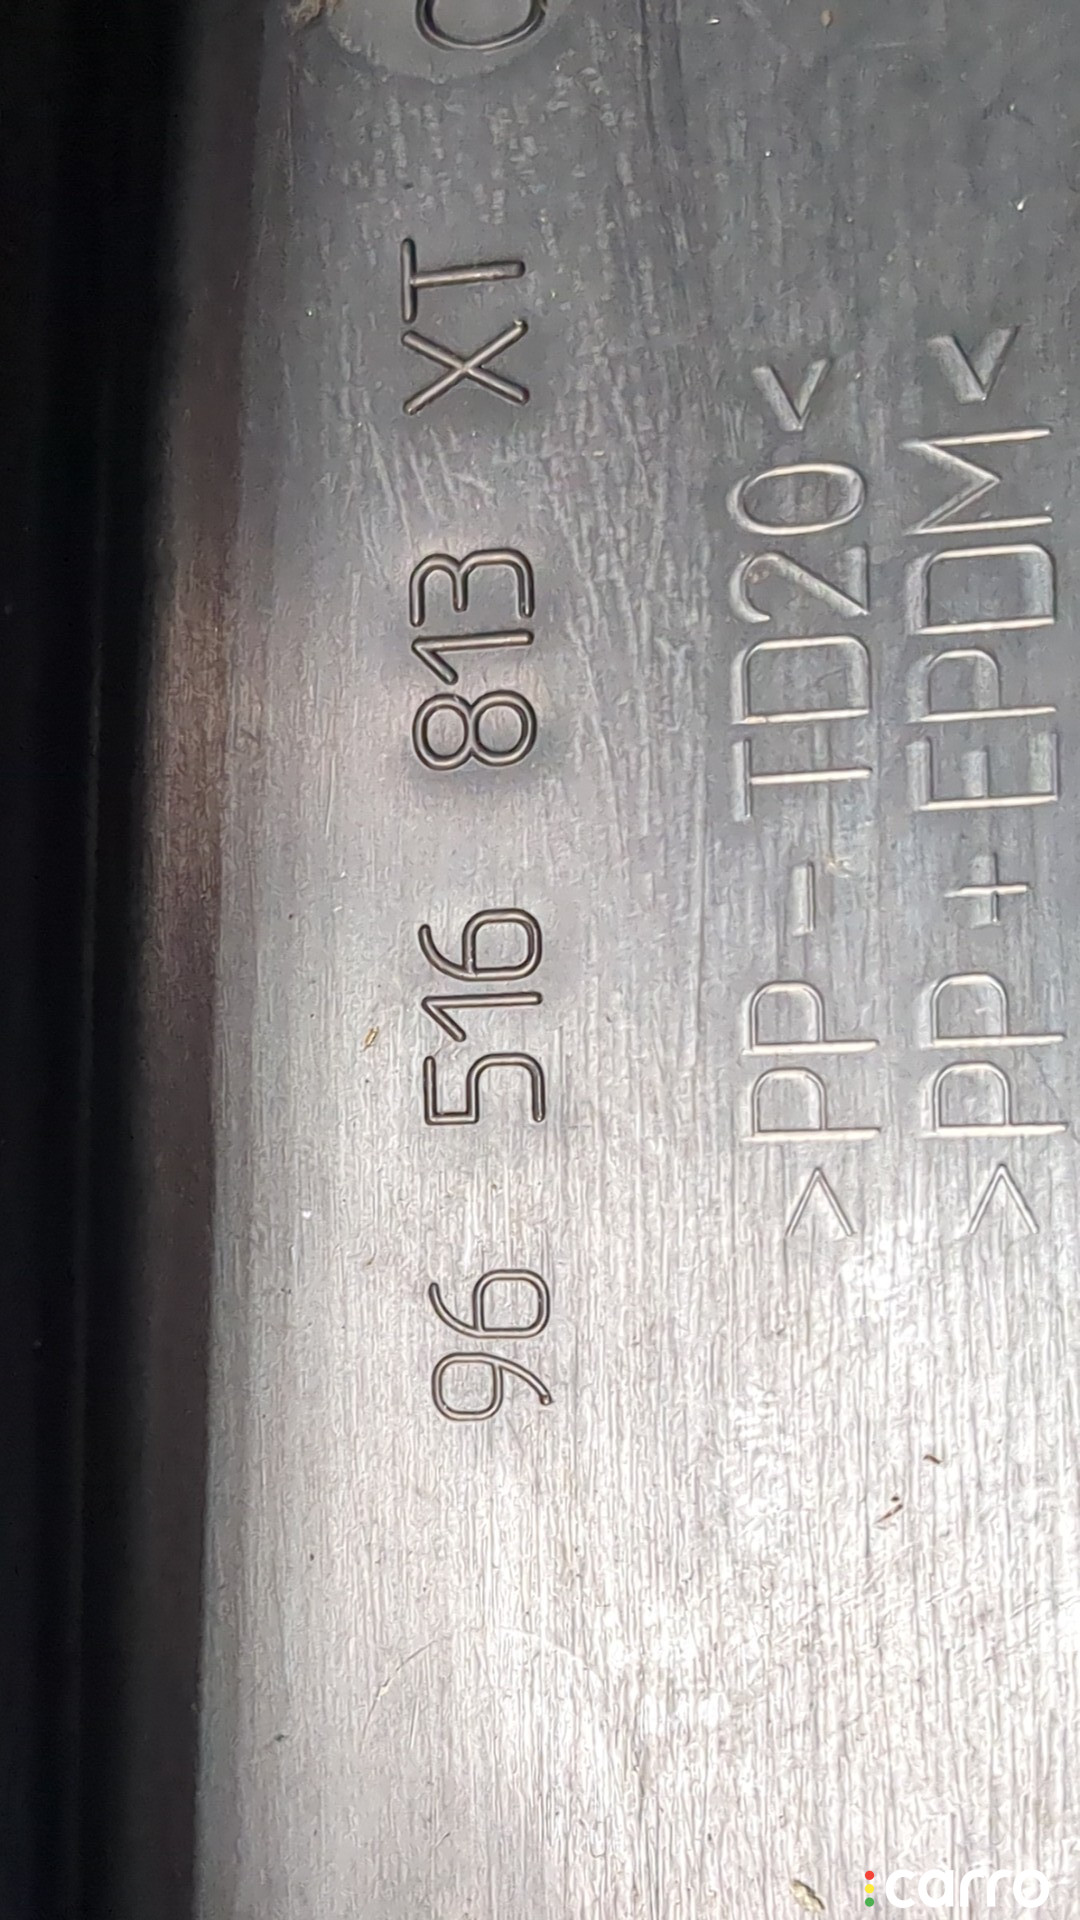 96 516 813 XT
>PP-TD20<
>PP+EPDM<
carro